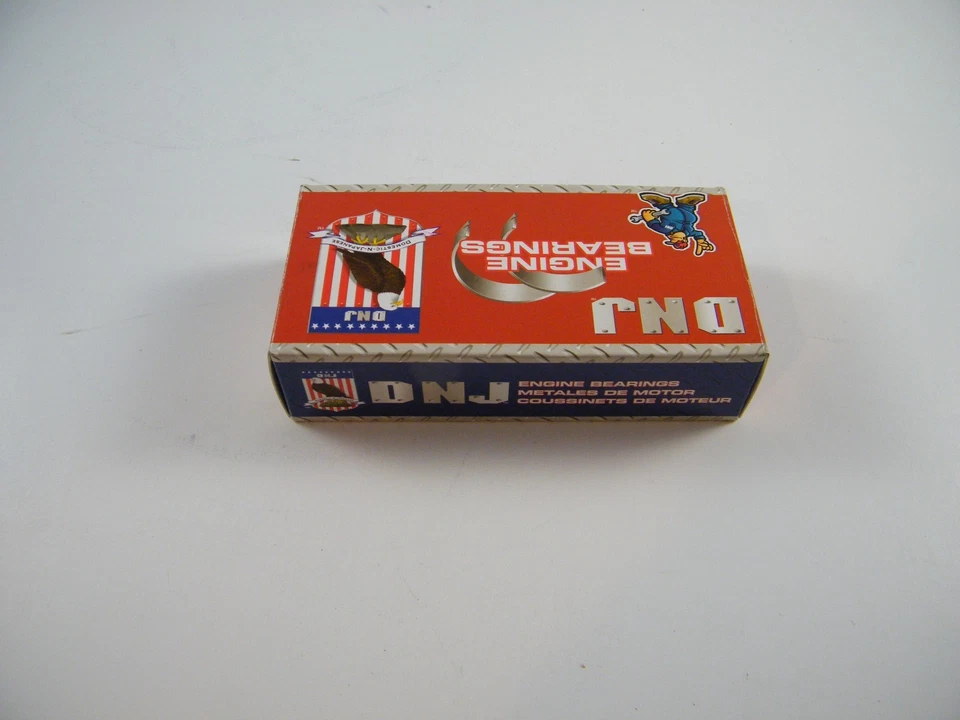 DNJ
ENGINE
BEARINGS
DOMESTIC-N-JAPANESE
DNJ
DNJ
DNJ
ENGINE BEARINGS
METALES DE MOTOR
COUSSINETS DE MOTEUR